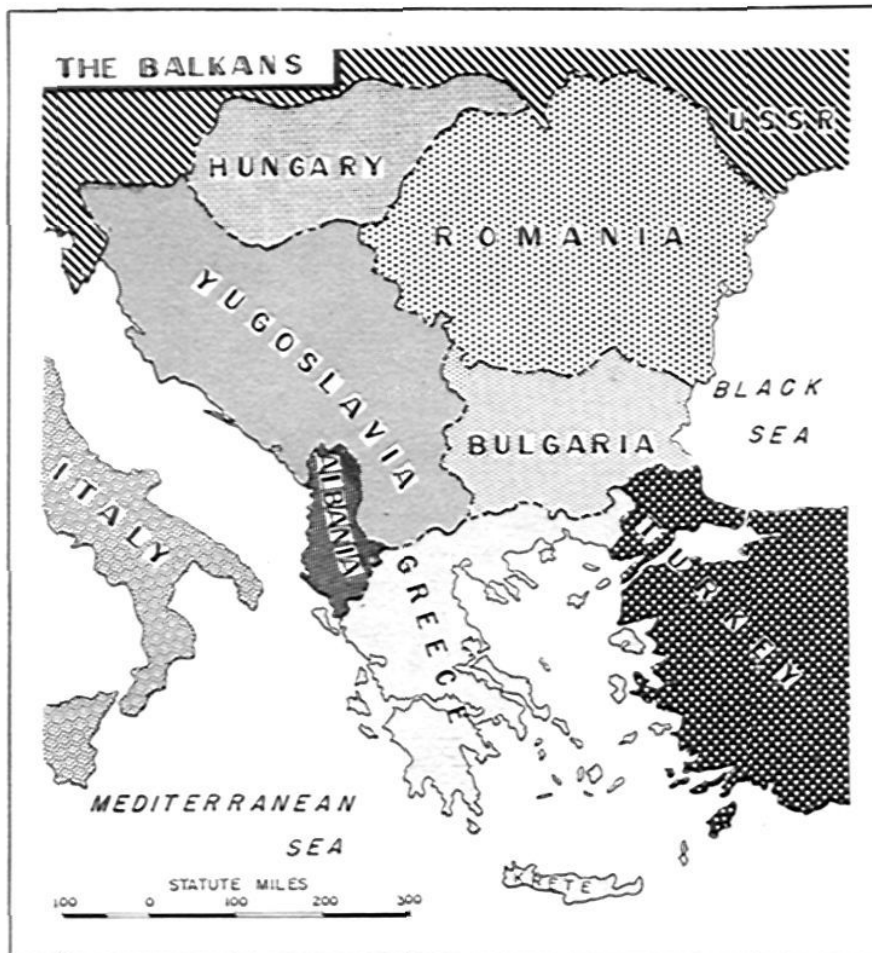 THE BALKANS
USSR
HUNGARY
ROMANIA
YUGOSLAVIA
BLACK
SEA
BULGARIA
ALBANIA
ITALY
TURKEY
GREECE
MEDITERRANEAN
SEA
KRETE
STATUTE MILES
100 0 100 200 300